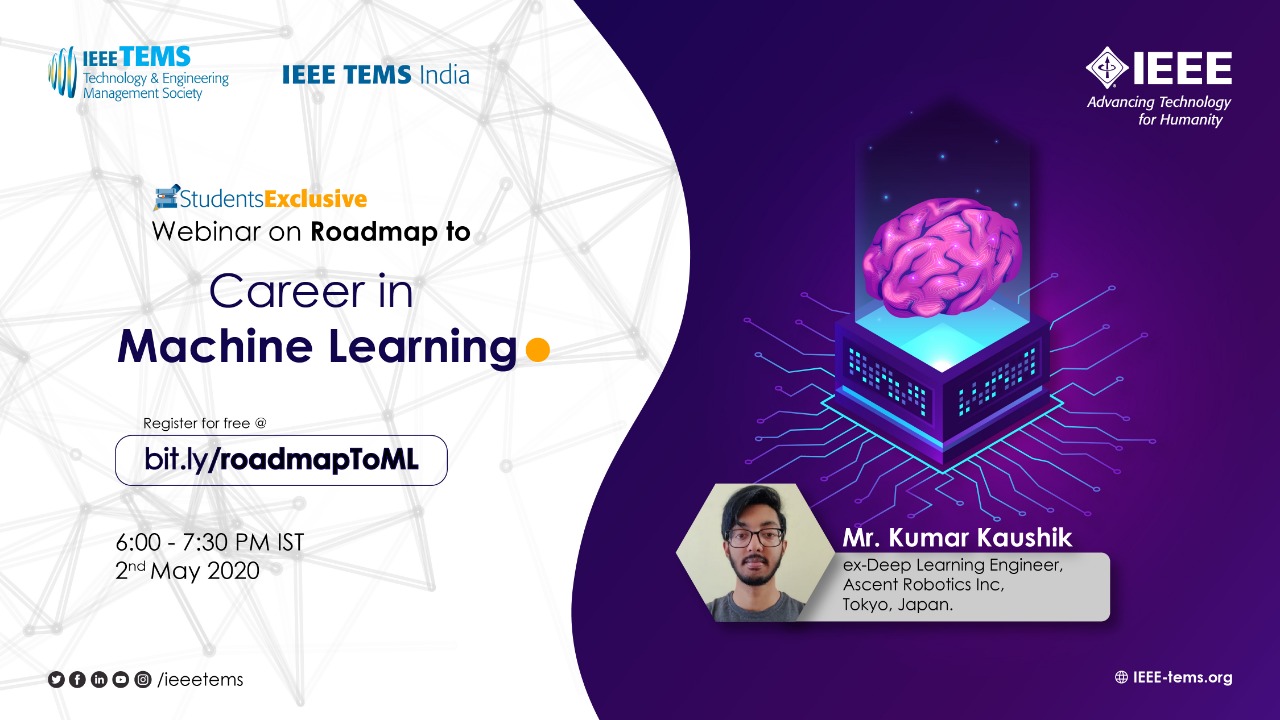 IEEE TEMS
Technology & Engineering
Management Society
IEEE TEMS India
IEEE
Advancing Technology
for Humanity
StudentsExclusive
Webinar on Roadmap to
Career in
Machine Learning
Register for free @
bit.ly/roadmapToML
6:00 - 7:30 PM IST
2nd May 2020
Mr. Kumar Kaushik
ex-Deep Learning Engineer,
Ascent Robotics Inc,
Tokyo, Japan.
/ieeetems
IEEE-tems.org